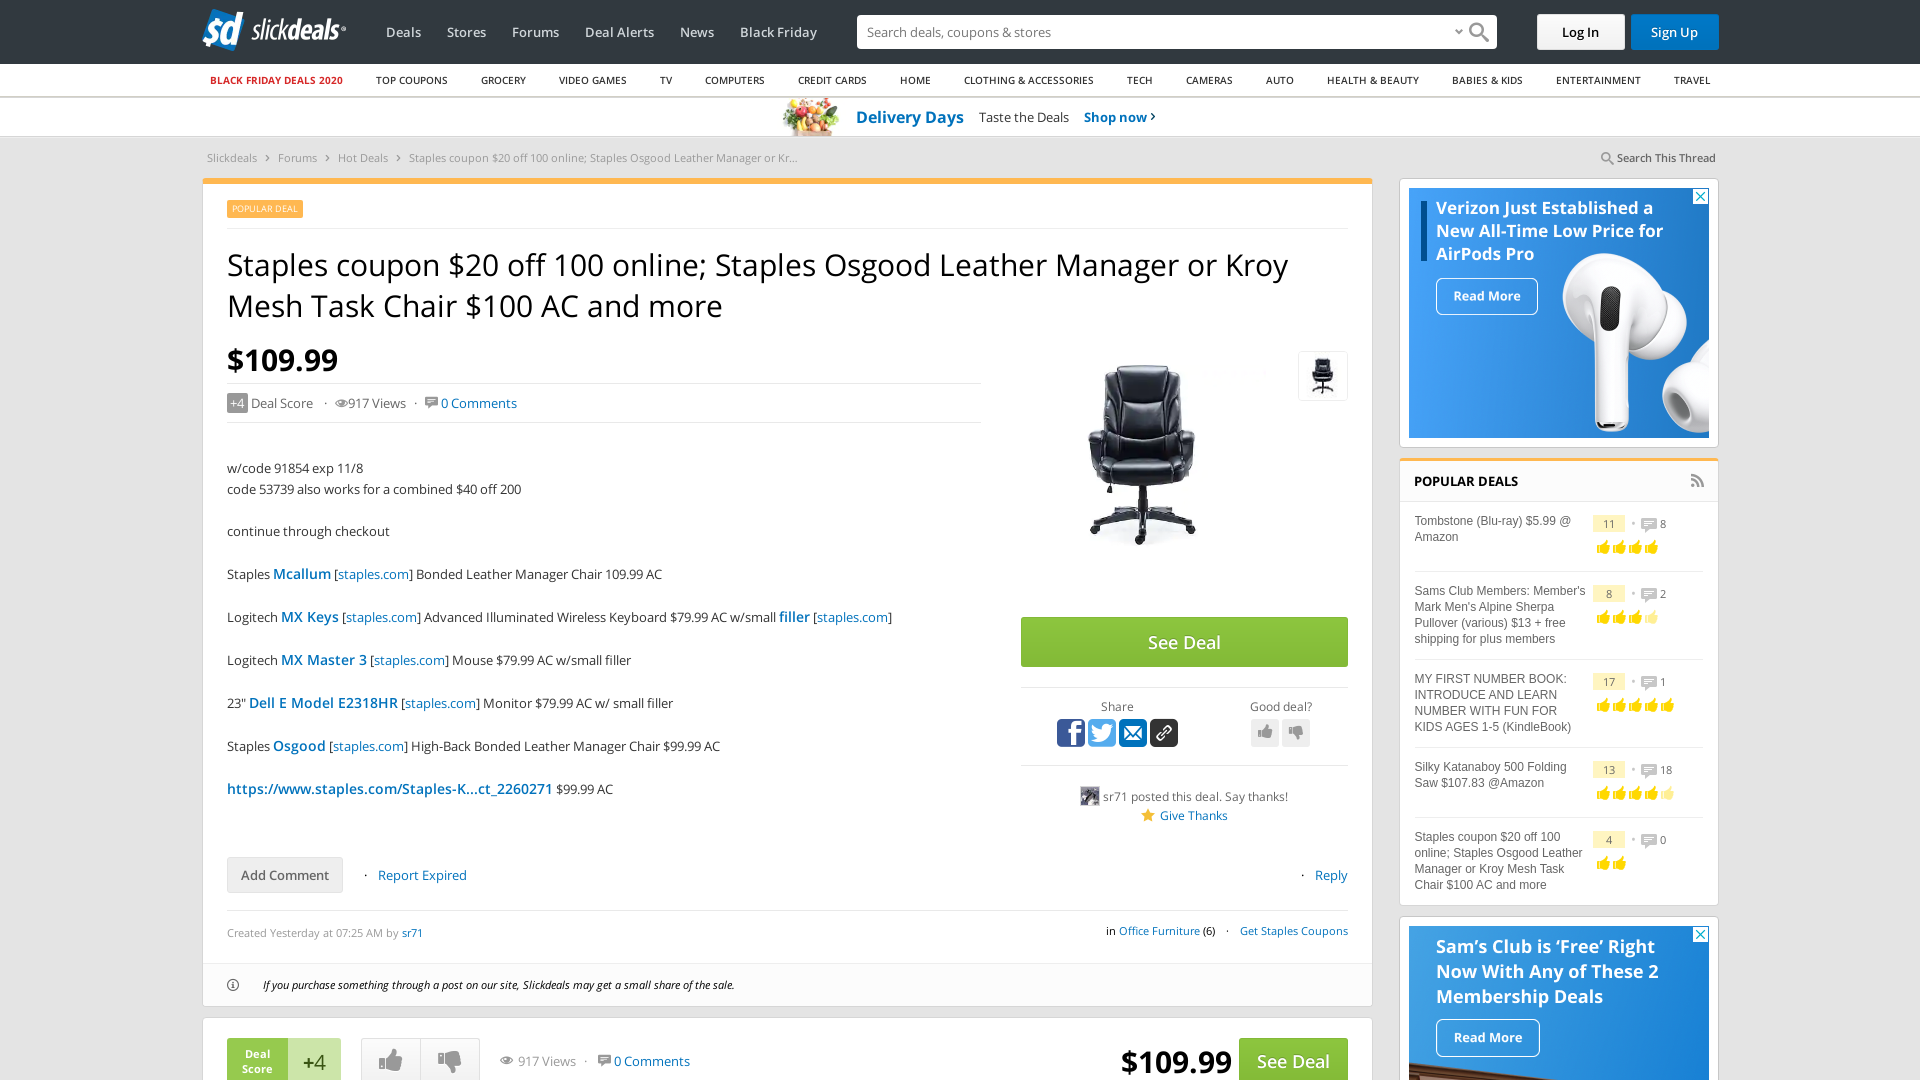 sd slickdeals®
Deals Stores Forums Deal Alerts News Black Friday
Search deals, coupons & shopping
Log In Sign Up
BLACK FRIDAY DEALS 2020 TOP COUPONS GROCERY VIDEO GAMES TV COMPUTERS CREDIT CARDS HOME CLOTHING & ACCESSORIES TECH CAMERAS AUTO HEALTH & BEAUTY BABIES & KIDS ENTERTAINMENT TRAVEL
Delivery Days Taste the Deals Shop now ›
Slickdeals › Forums › Hot Deals › Staples coupon $20 off 100 online; Staples Osgood Leather Manager or Kr...
Search This Thread
POPULAR DEAL
Staples coupon $20 off 100 online; Staples Osgood Leather Manager or Kroy
Mesh Task Chair $100 AC and more
$109.99
+4 Deal Score · 917 Views · 0 Comments
w/code 91854 exp 11/8
code 53739 also works for a combined $40 off 200
continue through checkout
Staples Mcallum [staples.com] Bonded Leather Manager Chair 109.99 AC
Logitech MX Keys [staples.com] Advanced Illuminated Wireless Keyboard $79.99 AC w/small filler [staples.com]
Logitech MX Master 3 [staples.com] Mouse $79.99 AC w/small filler
23" Dell E Model E2318HR [staples.com] Monitor $79.99 AC w/ small filler
Staples Osgood [staples.com] High-Back Bonded Leather Manager Chair $99.99 AC
https://www.staples.com/Staples-K...ct_2260271 $99.99 AC
See Deal
Share
Good deal?
sr71 posted this deal. Say thanks!
Give Thanks
Add Comment · Report Expired
· Reply
Created Yesterday at 07:25 AM by sr71
in Office Furniture (6) · Get Staples Coupons
If you purchase something through a post on our site, Slickdeals may get a small share of the sale.
Deal
Score
+4
917 Views · 0 Comments
$109.99 See Deal
Verizon Just Established a
New All-Time Low Price for
AirPods Pro
Read More
POPULAR DEALS
Tombstone (Blu-ray) $5.99 @
Amazon
11 · 8
Sams Club Members: Member's
Mark Men's Alpine Sherpa
Pullover (various) $13 + free
shipping for plus members
8 · 2
MY FIRST NUMBER BOOK:
INTRODUCE AND LEARN
NUMBER WITH FUN FOR
KIDS AGES 1-5 (KindleBook)
17 · 1
Silky Katanaboy 500 Folding
Saw $107.83 @Amazon
13 · 18
Staples coupon $20 off 100
online; Staples Osgood Leather
Manager or Kroy Mesh Task
Chair $100 AC and more
4 · 0
Sam's Club is 'Free' Right
Now With Any of These 2
Membership Deals
Read More